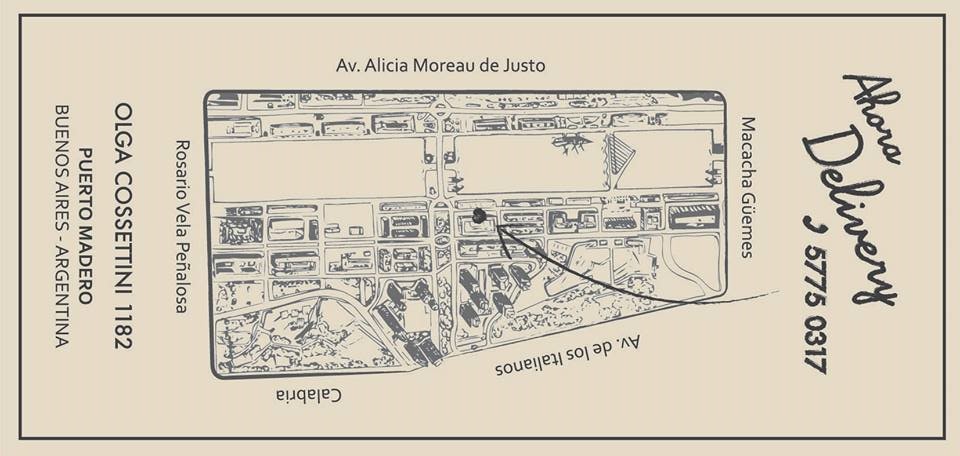 Av. Alicia Moreau de Justo
Rosario Vela Peñalosa
Macacha Güemes
Av. de los Italianos
Calabria
OLGA COSSETTINI 1182
PUERTO MADERO
BUENOS AIRES - ARGENTINA
Ahora
Delivery
5775 0317